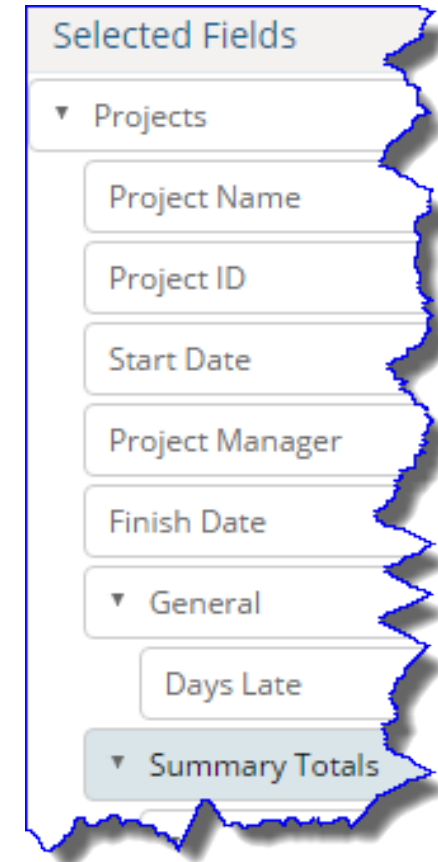 Selected Fields
Projects
Project Name
Project ID
Start Date
Project Manager
Finish Date
General
Days Late
Summary Totals